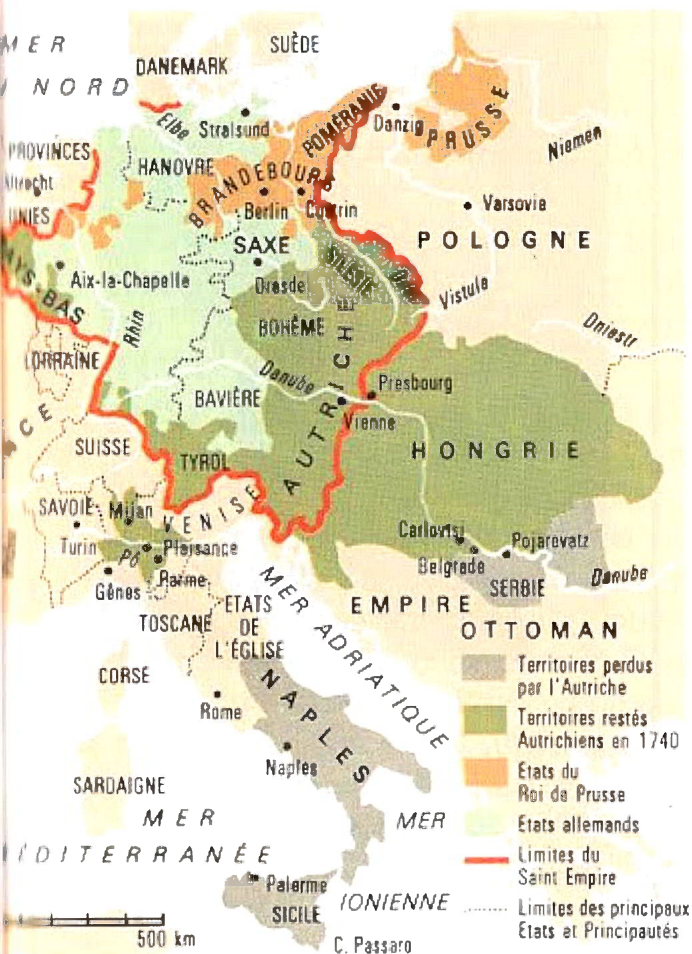 MER
NORD
SUÈDE
DANEMARK
Elbe
Stralsund
POMÉRANIE
Danzig
PRUSSE
Niemen
PROVINCES
UNIES
HANOVRE
BRANDEBOURG
Berlin
Custrin
Varsovie
POLOGNE
SAXE
Aix-la-Chapelle
PAYS-BAS
Dresde
SILÉSIE
Vistule
Rhin
BOHÊME
Dniestr
LORRAINE
Danube
Presbourg
BAVIÈRE
Vienne
AUTRICHE
HONGRIE
SUISSE
TYROL
SAVOIE
Milan
VENISE
Turin
Pô
Plaisance
Parme
Gênes
Carlovisi
Pojarevatz
Belgrade
SERBIE
Danube
MER ADRIATIQUE
EMPIRE
OTTOMAN
TOSCANE
ETATS
DE
L'ÉGLISE
CORSE
Rome
NAPLES
Naples
SARDAIGNE
MER
MÉDITERRANÉE
MER
IONIENNE
Palerme
SICILE
C. Passaro
500 km
Territoires perdus
par l'Autriche
Territoires restés
Autrichiens en 1740
Etats du
Roi de Prusse
Etats allemands
Limites du
Saint Empire
Limites des principaux
Etats et Principautés